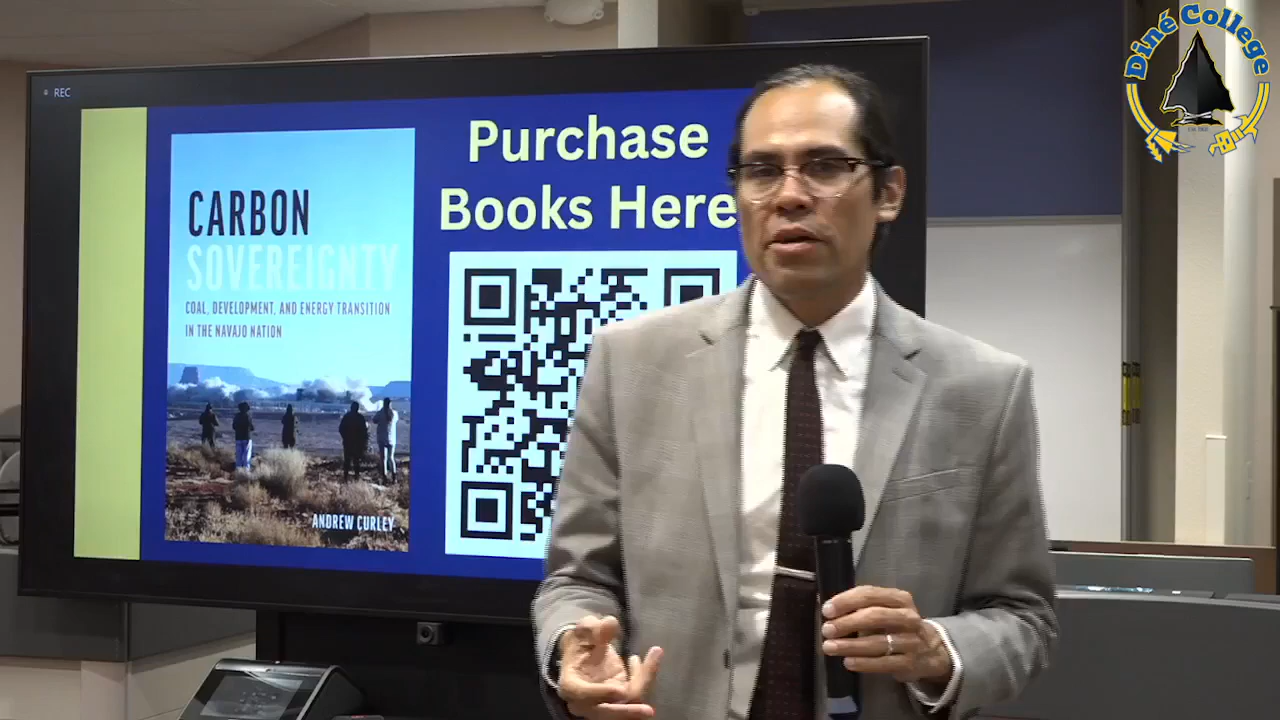 REC
Purchase
Books Here
CARBON
SOVEREIGNTY
COAL, DEVELOPMENT, AND ENERGY TRANSITION
IN THE NAVAJO NATION
ANDREW CURLEY
Diné College